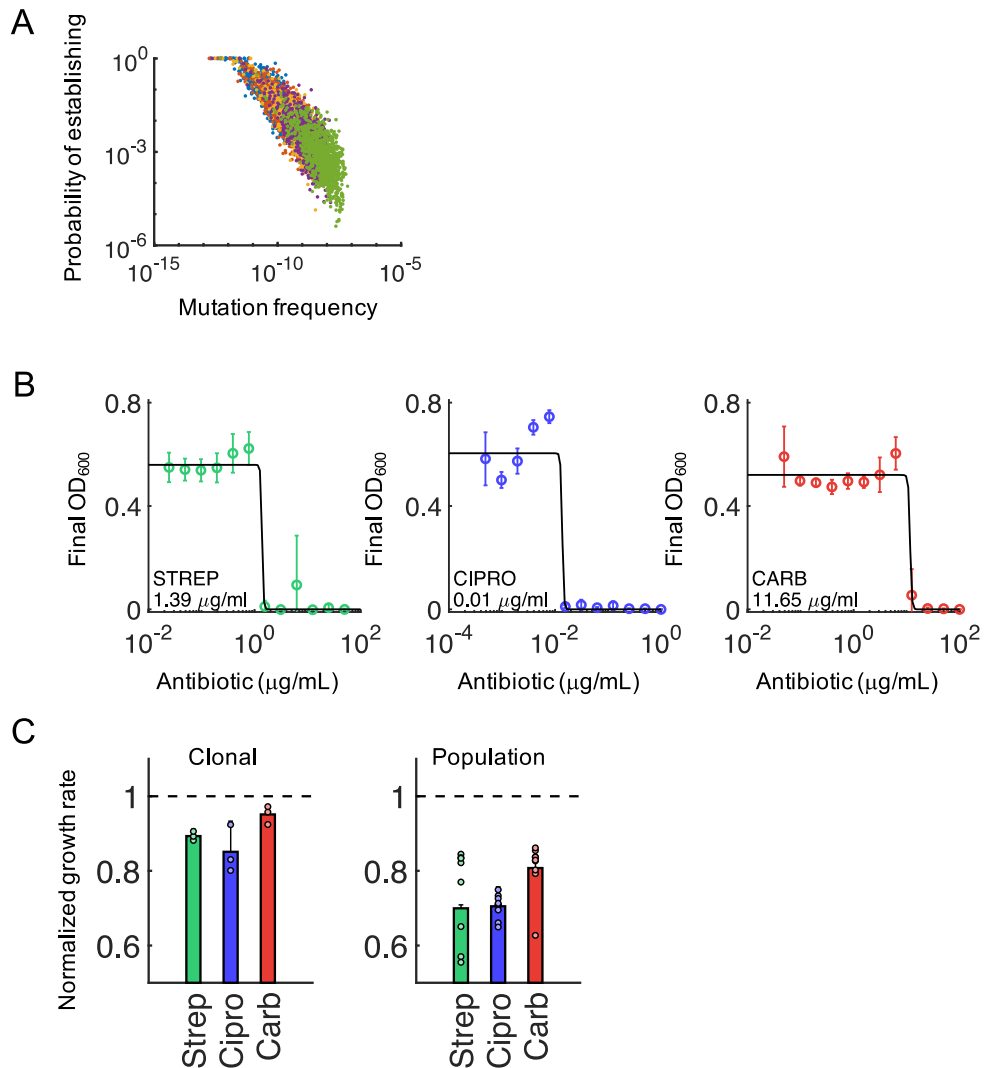 A
Probability of establishing
10^0
10^-3
10^-6
10^-15
10^-10
10^-5
Mutation frequency
B
Final OD600
0.8
0.4
0
STREP
1.39 μg/ml
10^-2
10^0
10^2
Antibiotic (μg/mL)
Final OD600
0.8
0.4
0
CIPRO
0.01 μg/ml
10^-4
10^-2
10^0
Antibiotic (μg/mL)
Final OD600
0.8
0.4
0
CARB
11.65 μg/ml
10^-2
10^0
10^2
Antibiotic (μg/mL)
C
Normalized growth rate
Clonal
1
0.8
0.6
Strep
Cipro
Carb
Population
1
0.8
0.6
Strep
Cipro
Carb